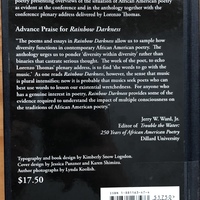 poetry presenting overviews of the situation of African American poetry
as evident at the conference and in the anthology together with the
conference plenary address delivered by Lorenzo Thomas.
Advance Praise for Rainbow Darkness
"The poems and essays in Rainbow Darkness allow us to sample how
diversity functions in contemporary African American poetry. The
anthology urges us to ponder 'diversity within diversity' rather than
binaries that castrate serious thought. The work of the poet, to echo
Lorenzo Thomas' plenary address, is to find 'the words to go with the
music.' As one reads Rainbow Darkness, however, the sense that music
is plural intensifies; now it is probable that musics seek poets who can
best use words to lessen our existential wretchedness. For anyone who
has a genuine interest in poetry, Rainbow Darkness provides some of the
evidence required to understand the impact of multiple consciousness on
the traditions of African American poetry."
Jerry W. Ward, Jr.
Editor of Trouble the Water:
250 Years of African American Poetry
Dillard University
Typography and book design by Kimberly Snow Logsdon.
Cover design by Jessica Pantner and Karen
Author photographs by Lynda Koolish.
$17.50